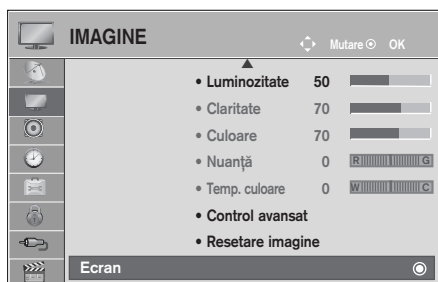 IMAGINE
Mutare OK
• Luminozitate 50
• Claritate 70
• Culoare 70
• Nuanță 0 R G
• Temp. culoare 0 W C
• Control avansat
• Resetare imagine
Ecran